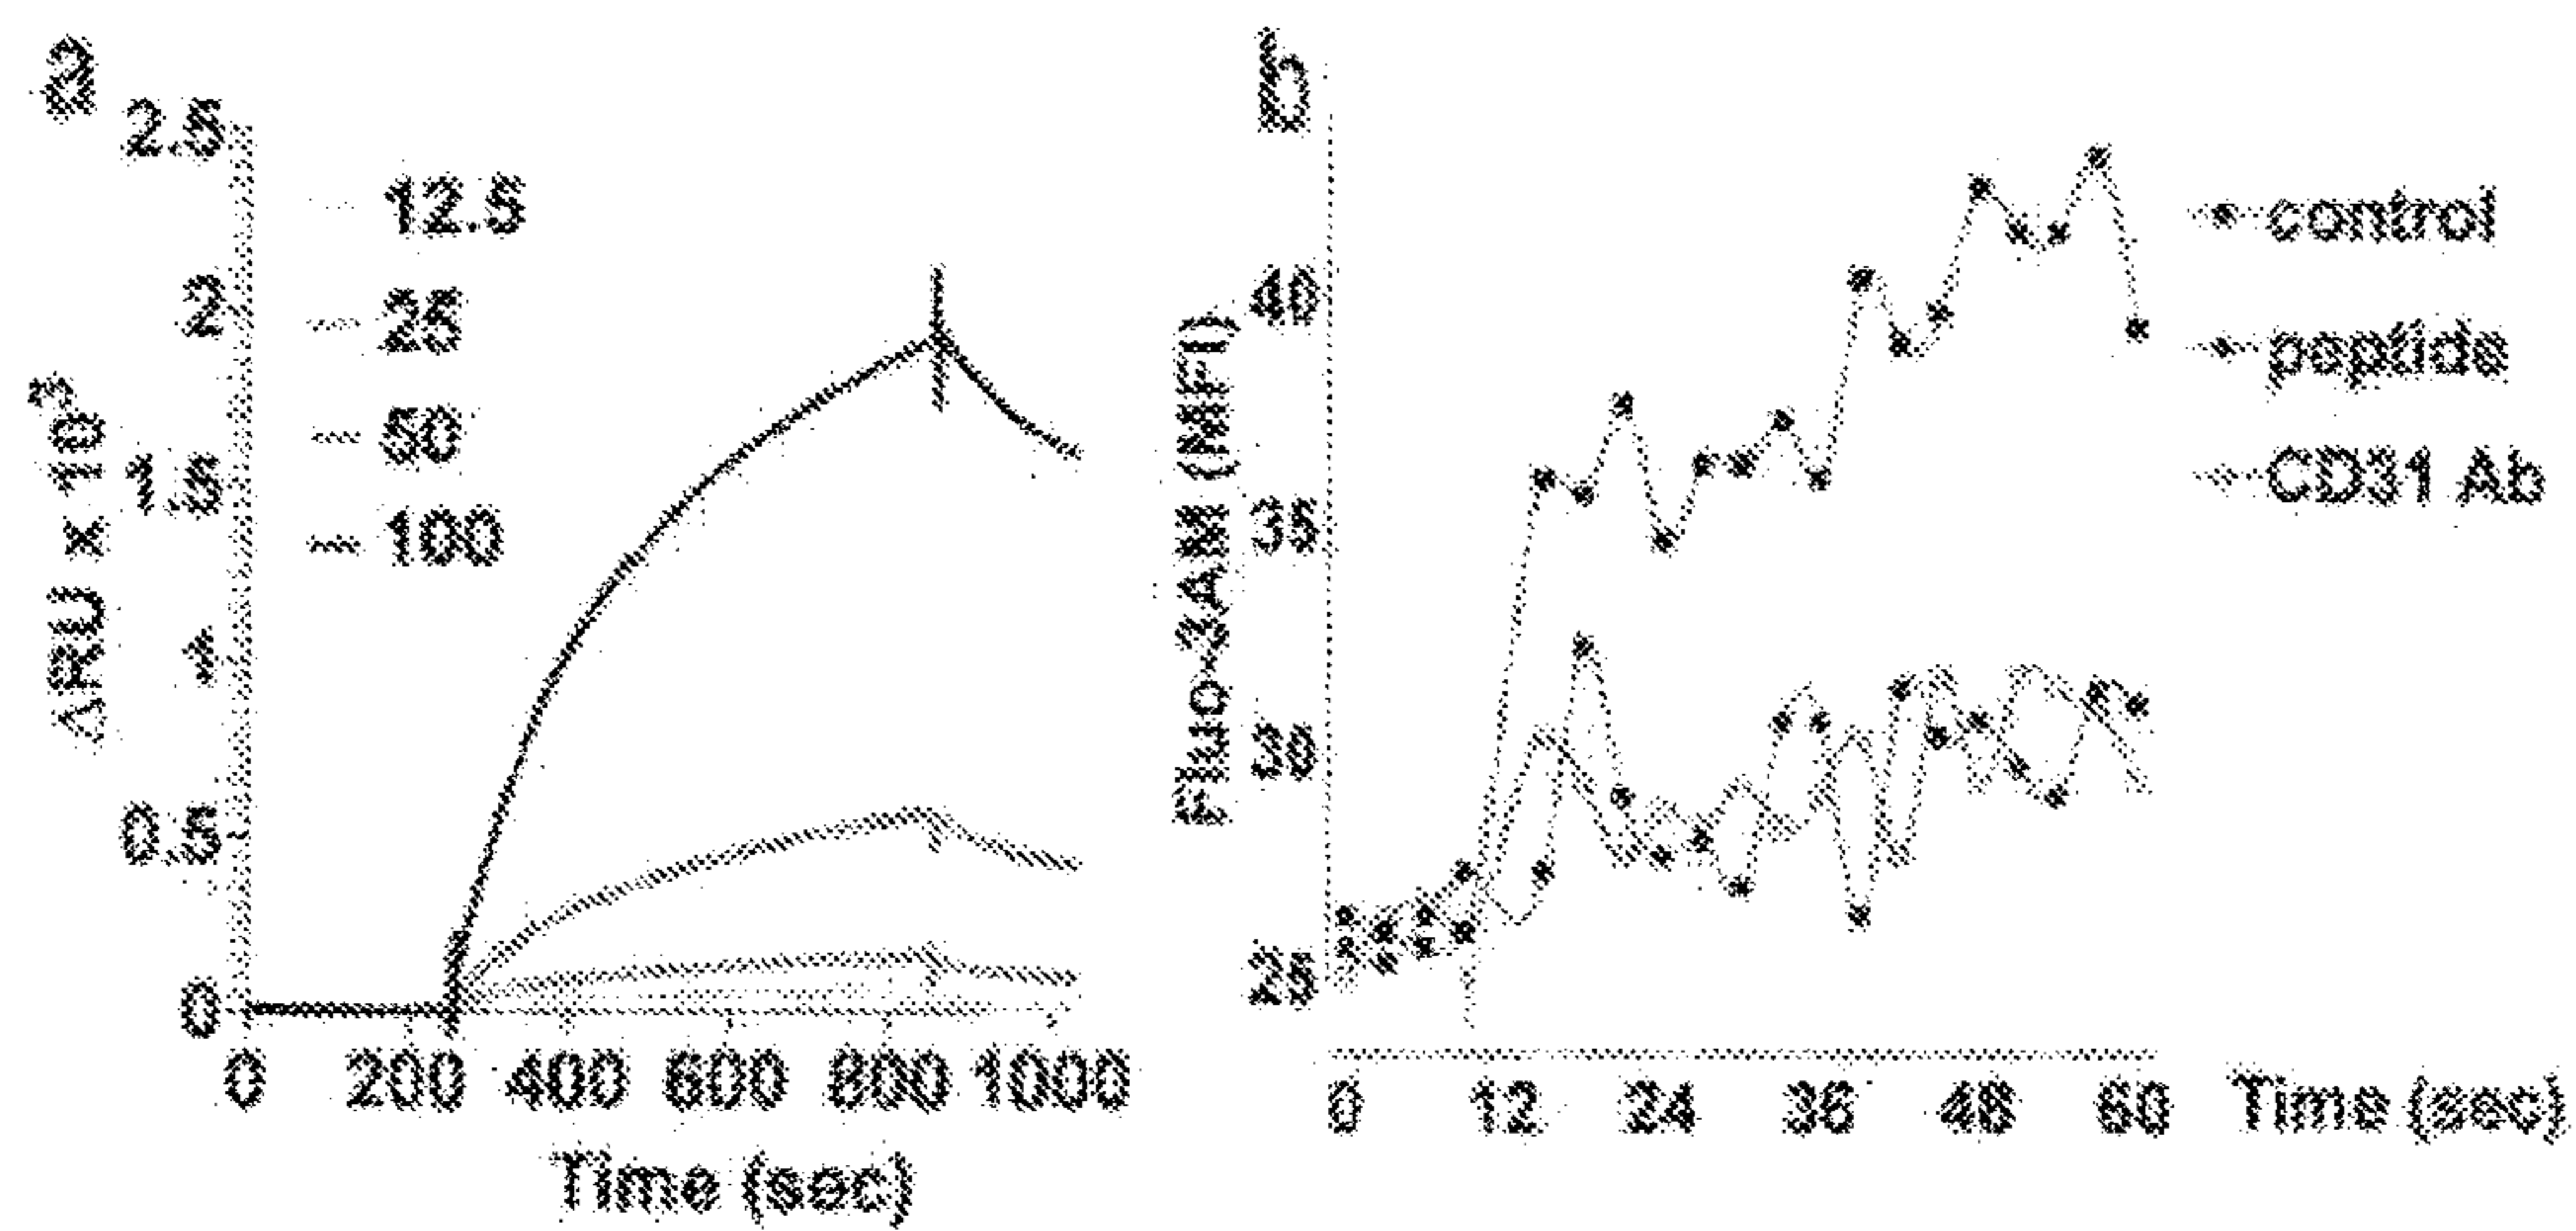 a
2.5
2
1.5
1
0.5
0
ΔRU x 10³
12.5
25
50
100
0 200 400 600 800 1000
Time (sec)
b
40
35
30
25
Fluo-3AM (MFI)
control
peptide
CD31 Ab
0 12 24 36 48 60 Time (sec)